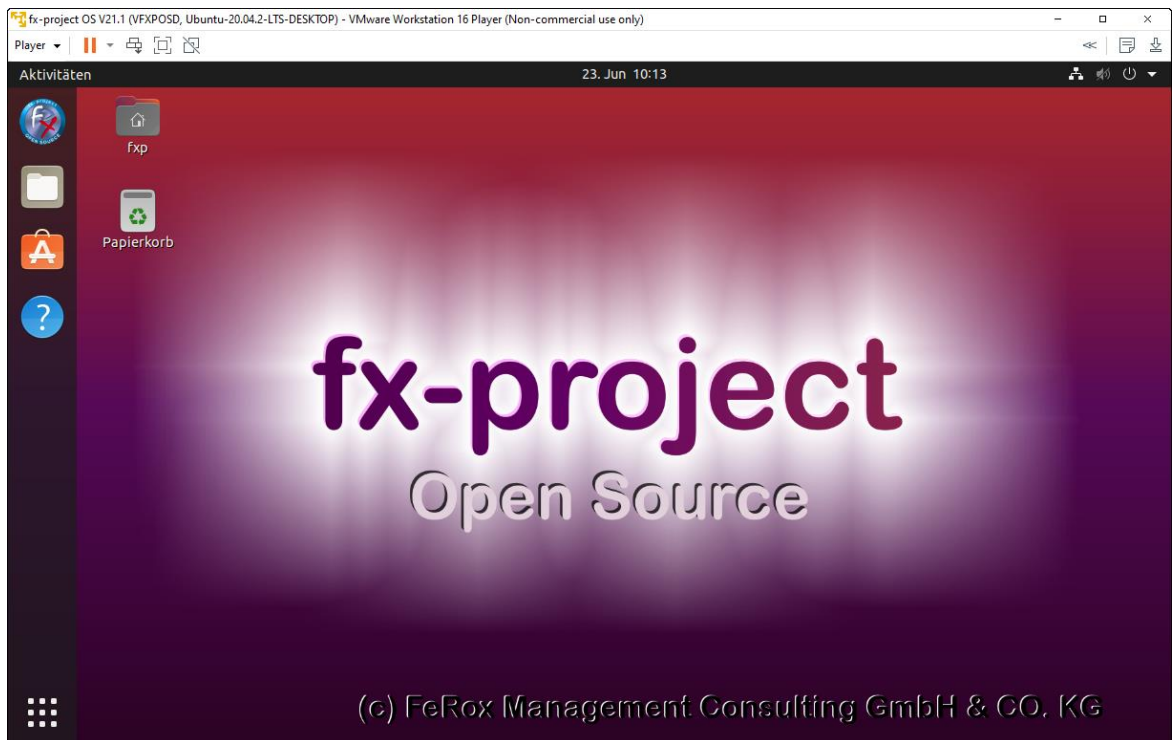 fx-project OS V21.1 (VFXPOSD, Ubuntu-20.04.2-LTS-DESKTOP) - VMware Workstation 16 Player (Non-commercial use only)
Player
Aktivitäten
23. Jun 10:13
fxp
Papierkorb
fx-project
Open Source
(c) FeRox Management Consulting GmbH & CO. KG